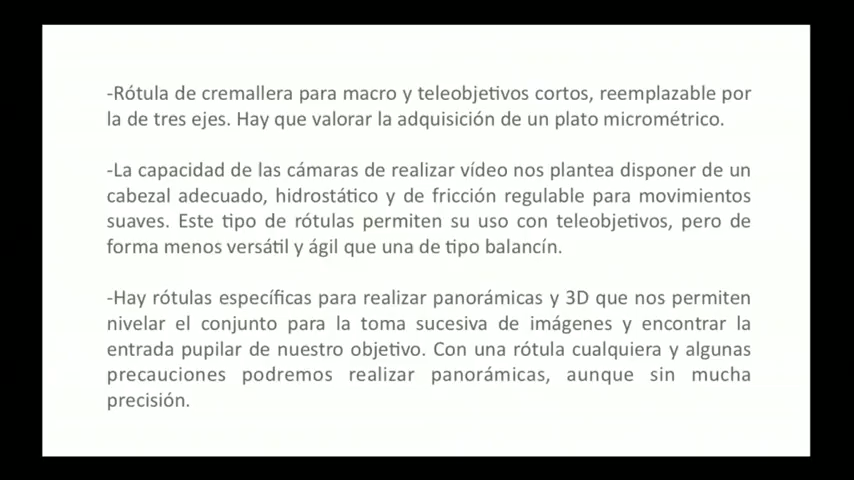 -Rótula de cremallera para macro y teleobjetivos cortos, reemplazable por
la de tres ejes. Hay que valorar la adquisición de un plato micrométrico.
-La capacidad de las cámaras de realizar vídeo nos plantea disponer de un
cabezal adecuado, hidrostático y de fricción regulable para movimientos
suaves. Este tipo de rótulas permiten su uso con teleobjetivos, pero de
forma menos versátil y ágil que una de tipo balancín.
-Hay rótulas específicas para realizar panorámicas y 3D que nos permiten
nivelar el conjunto para la toma sucesiva de imágenes y encontrar la
entrada pupilar de nuestro objetivo. Con una rótula cualquiera y algunas
precauciones podremos realizar panorámicas, aunque sin mucha
precisión.